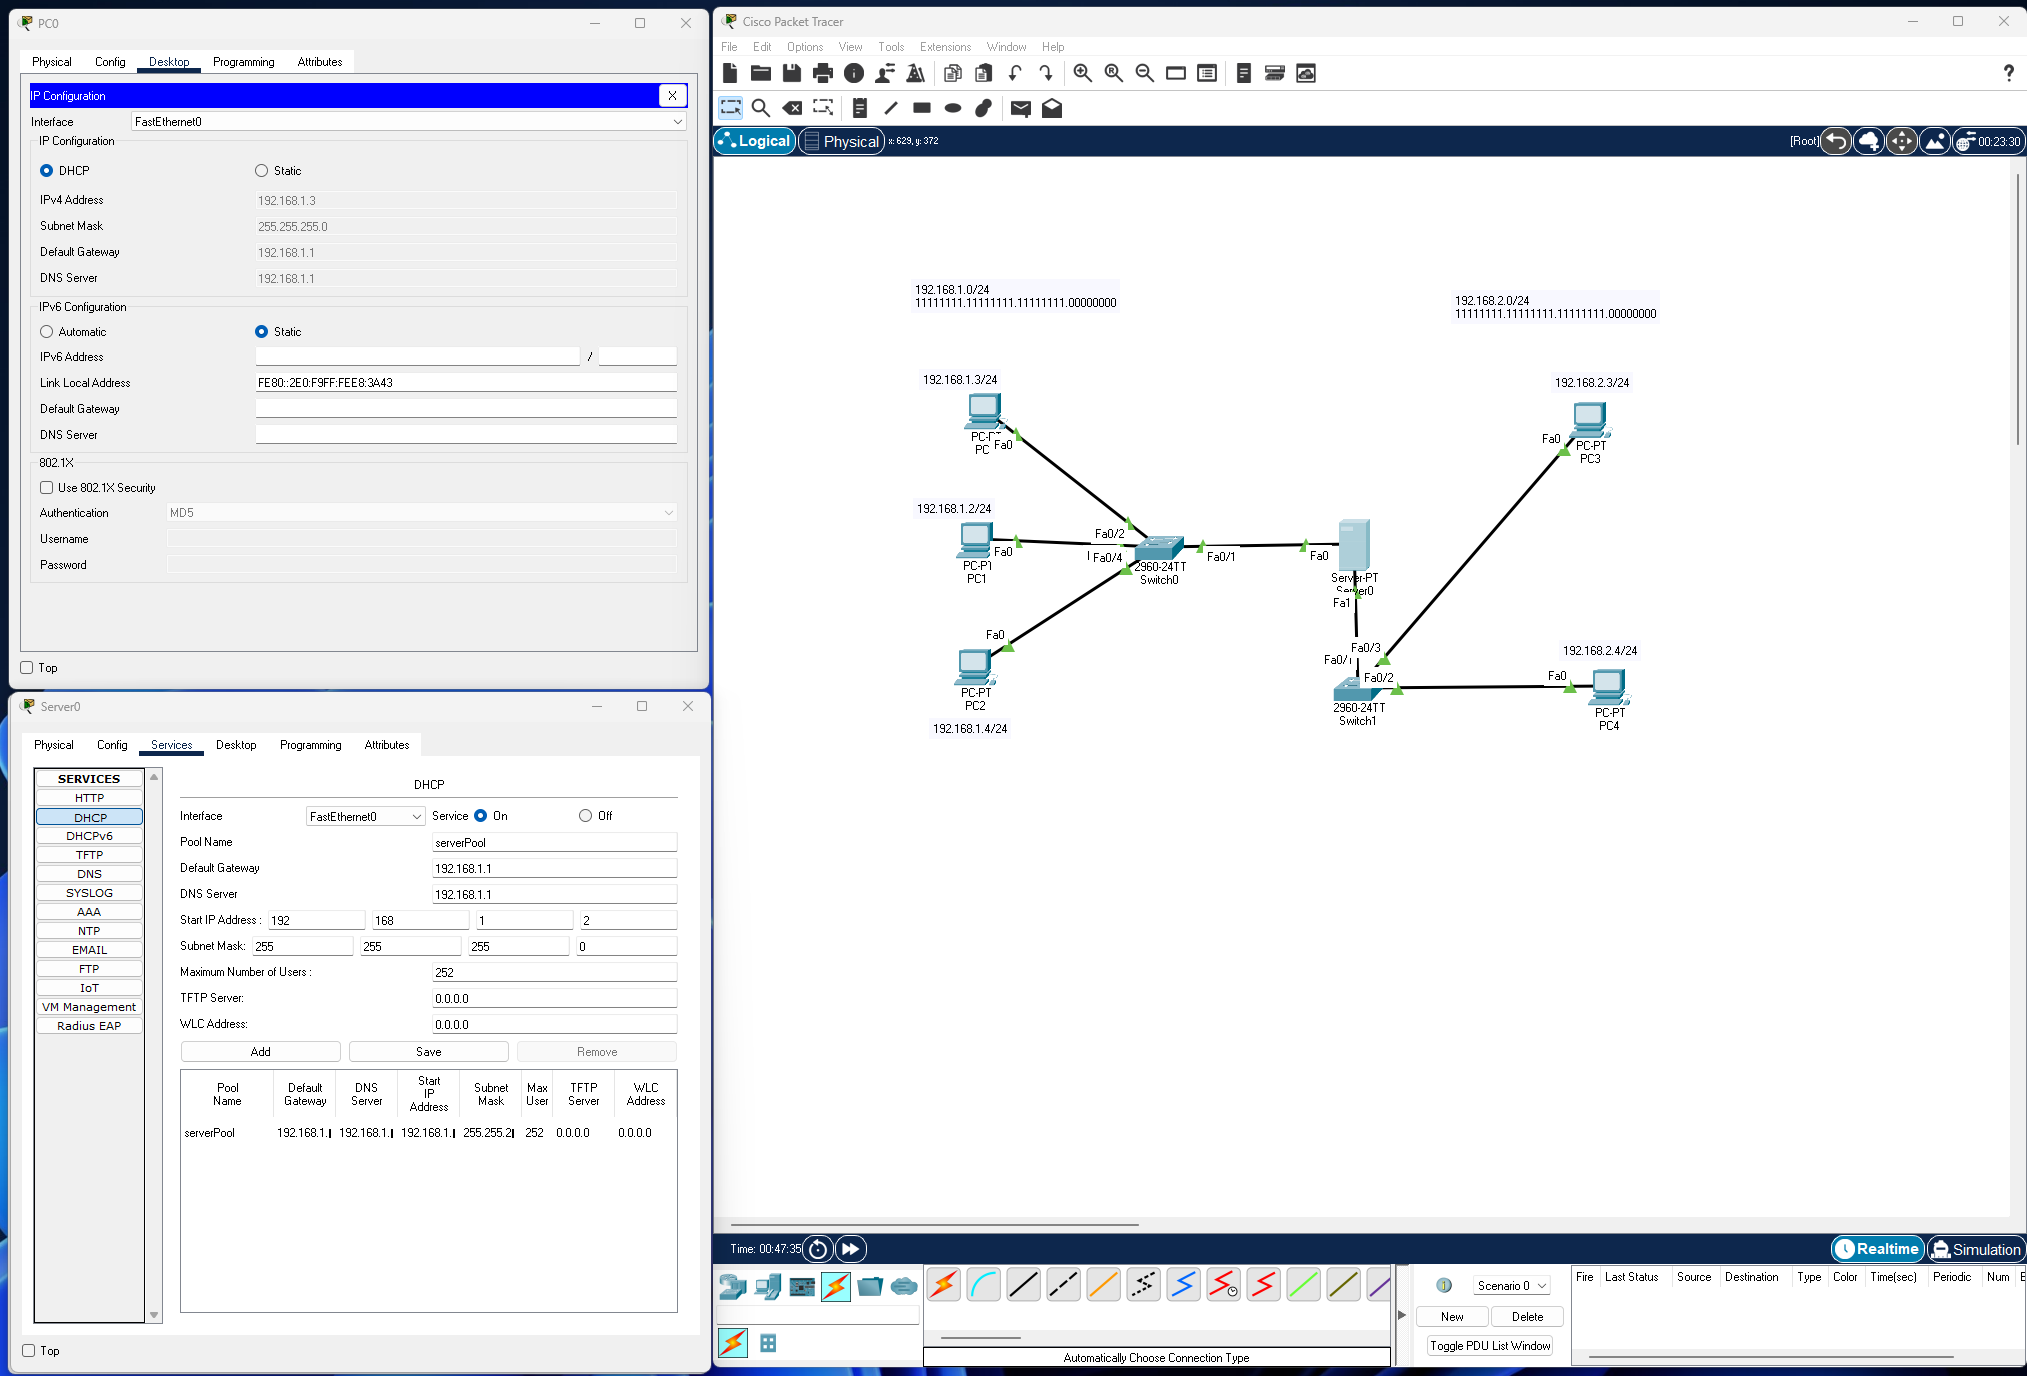 PC0
Physical Config Desktop Programming Attributes
IP Configuration X
Interface FastEthernet0
IP Configuration
DHCP Static
IPv4 Address 192.168.1.3
Subnet Mask 255.255.255.0
Default Gateway 192.168.1.1
DNS Server 192.168.1.1
IPv6 Configuration
Automatic Static
IPv6 Address /
Link Local Address FE80::2E0:F9FF:FEE8:3A43
Default Gateway
DNS Server
802.1X
Use 802.1X Security
Authentication MD5
Username
Password
Top
Server0
Physical Config Services Desktop Programming Attributes
SERVICES
HTTP
DHCP
DHCPv6
TFTP
DNS
SYSLOG
AAA
NTP
EMAIL
FTP
IoT
VM Management
Radius EAP
DHCP
Interface FastEthernet0 Service On Off
Pool Name serverPool
Default Gateway 192.168.1.1
DNS Server 192.168.1.1
Start IP Address : 192 168 1 2
Subnet Mask: 255 255 255 0
Maximum Number of Users : 252
TFTP Server: 0.0.0.0
WLC Address: 0.0.0.0
Add Save Remove
Pool Name Default Gateway DNS Server Start IP Address Subnet Mask Max User TFTP Server WLC Address
serverPool 192.168.1. 192.168.1. 192.168.1. 255.255.2 252 0.0.0.0 0.0.0.0
Top
Cisco Packet Tracer
File Edit Options View Tools Extensions Window Help
?
Logical Physical x: 629, y: 372 [Root] 00:23:30
192.168.1.0/24
11111111.11111111.11111111.00000000
192.168.2.0/24
11111111.11111111.11111111.00000000
192.168.1.3/24
PC
Fa0
192.168.2.3/24
Fa0
PC-PT
PC3
192.168.1.2/24
Fa0
PC1
Fa0/2
Fa0/4
2960-24TT
Switch0
Fa0/1
Fa0
Server-PT
Server0
Fa1
Fa0
PC-PT
PC2
192.168.1.4/24
Fa0/3
Fa0/2
2960-24TT
Switch1
192.168.2.4/24
Fa0
PC-PT
PC4
Time: 00:47:35
Realtime Simulation
Scenario 0
New Delete
Toggle PDU List Window
Automatically Choose Connection Type
Fire Last Status Source Destination Type Color Time(sec) Periodic Num